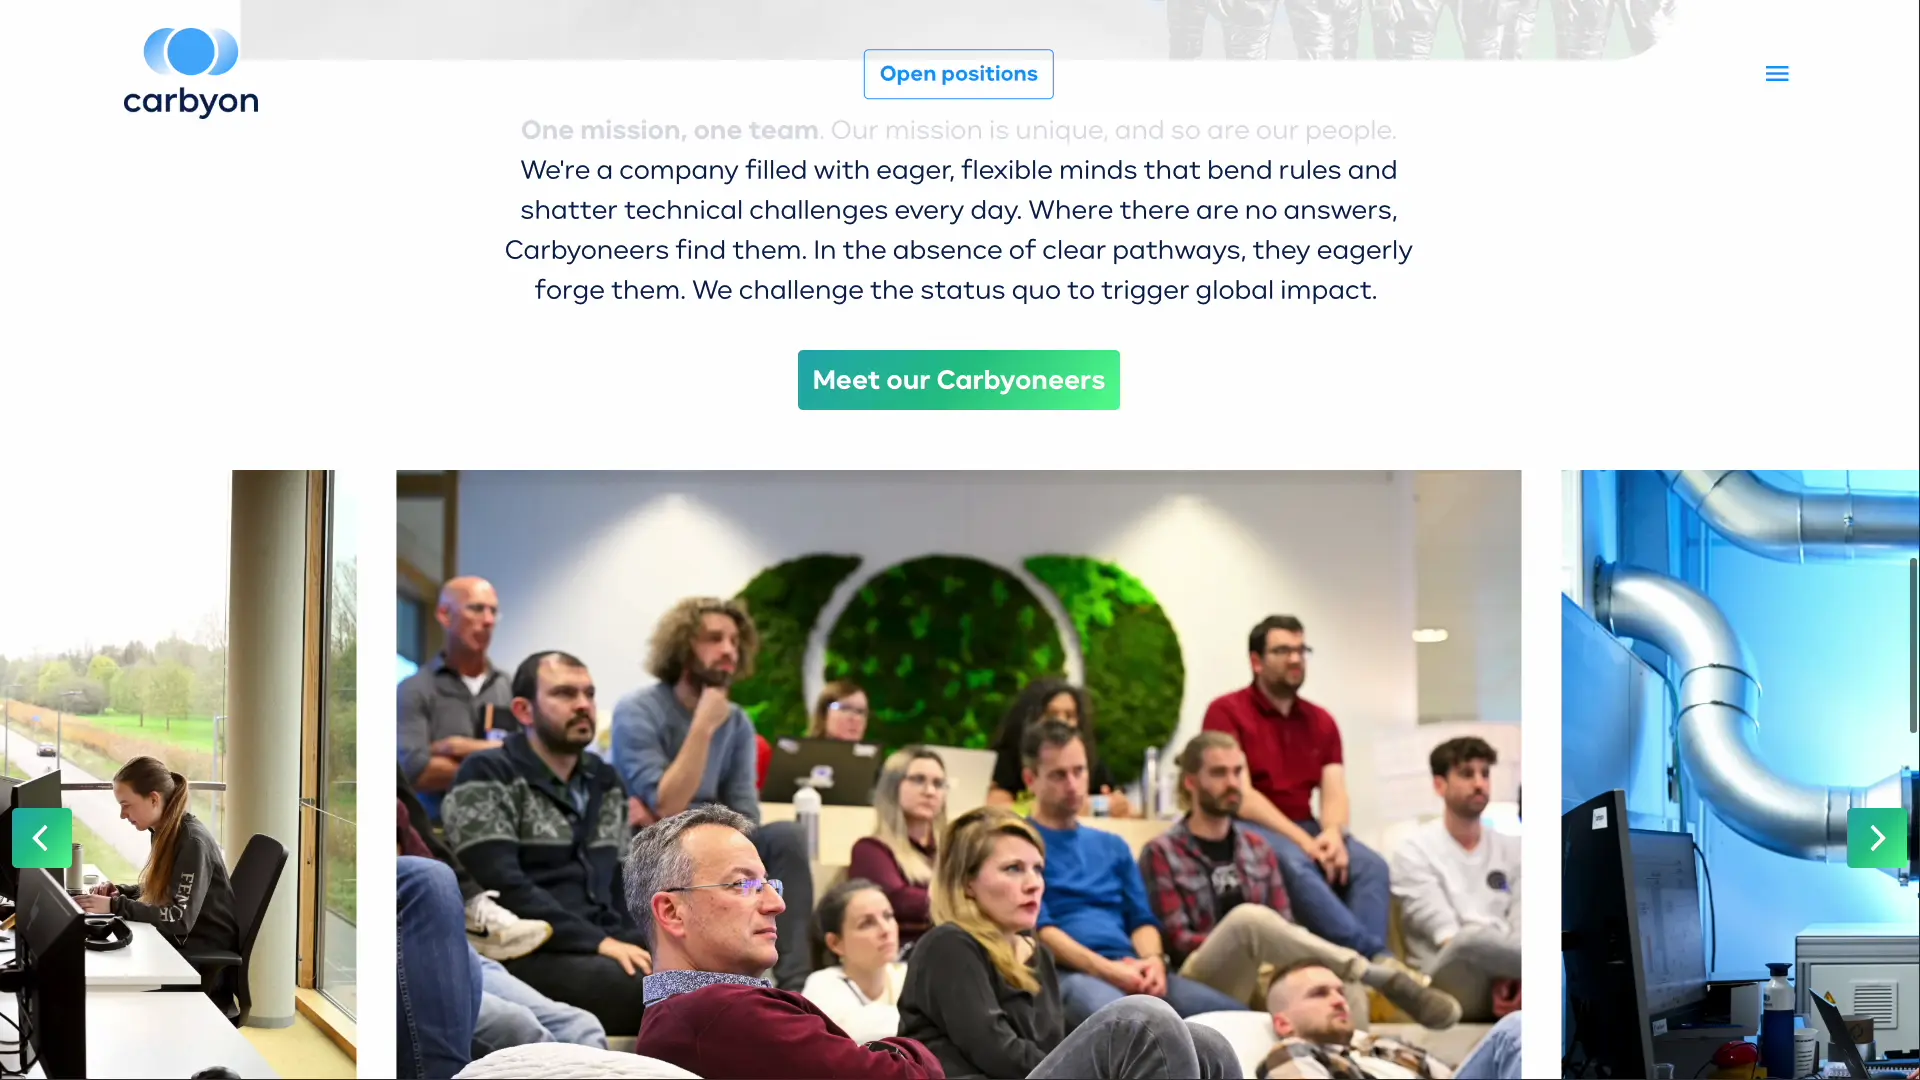 carbyon
Open positions
One mission, one team. Our mission is unique, and so are our people.
We're a company filled with eager, flexible minds that bend rules and
shatter technical challenges every day. Where there are no answers,
Carbyoneers find them. In the absence of clear pathways, they eagerly
forge them. We challenge the status quo to trigger global impact.
Meet our Carbyoneers